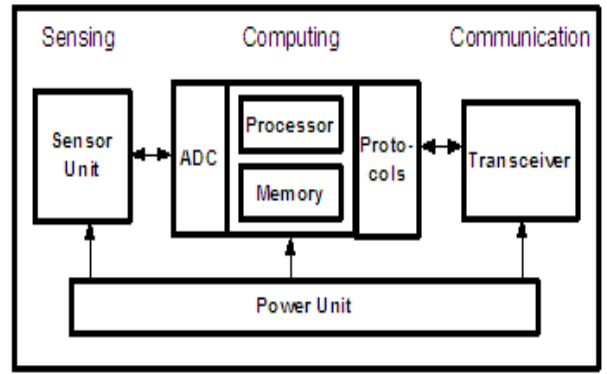 Sensing Computing Communication
Sensor
Unit
ADC
Processor
Memory
Proto-
cols
Transceiver
Power Unit